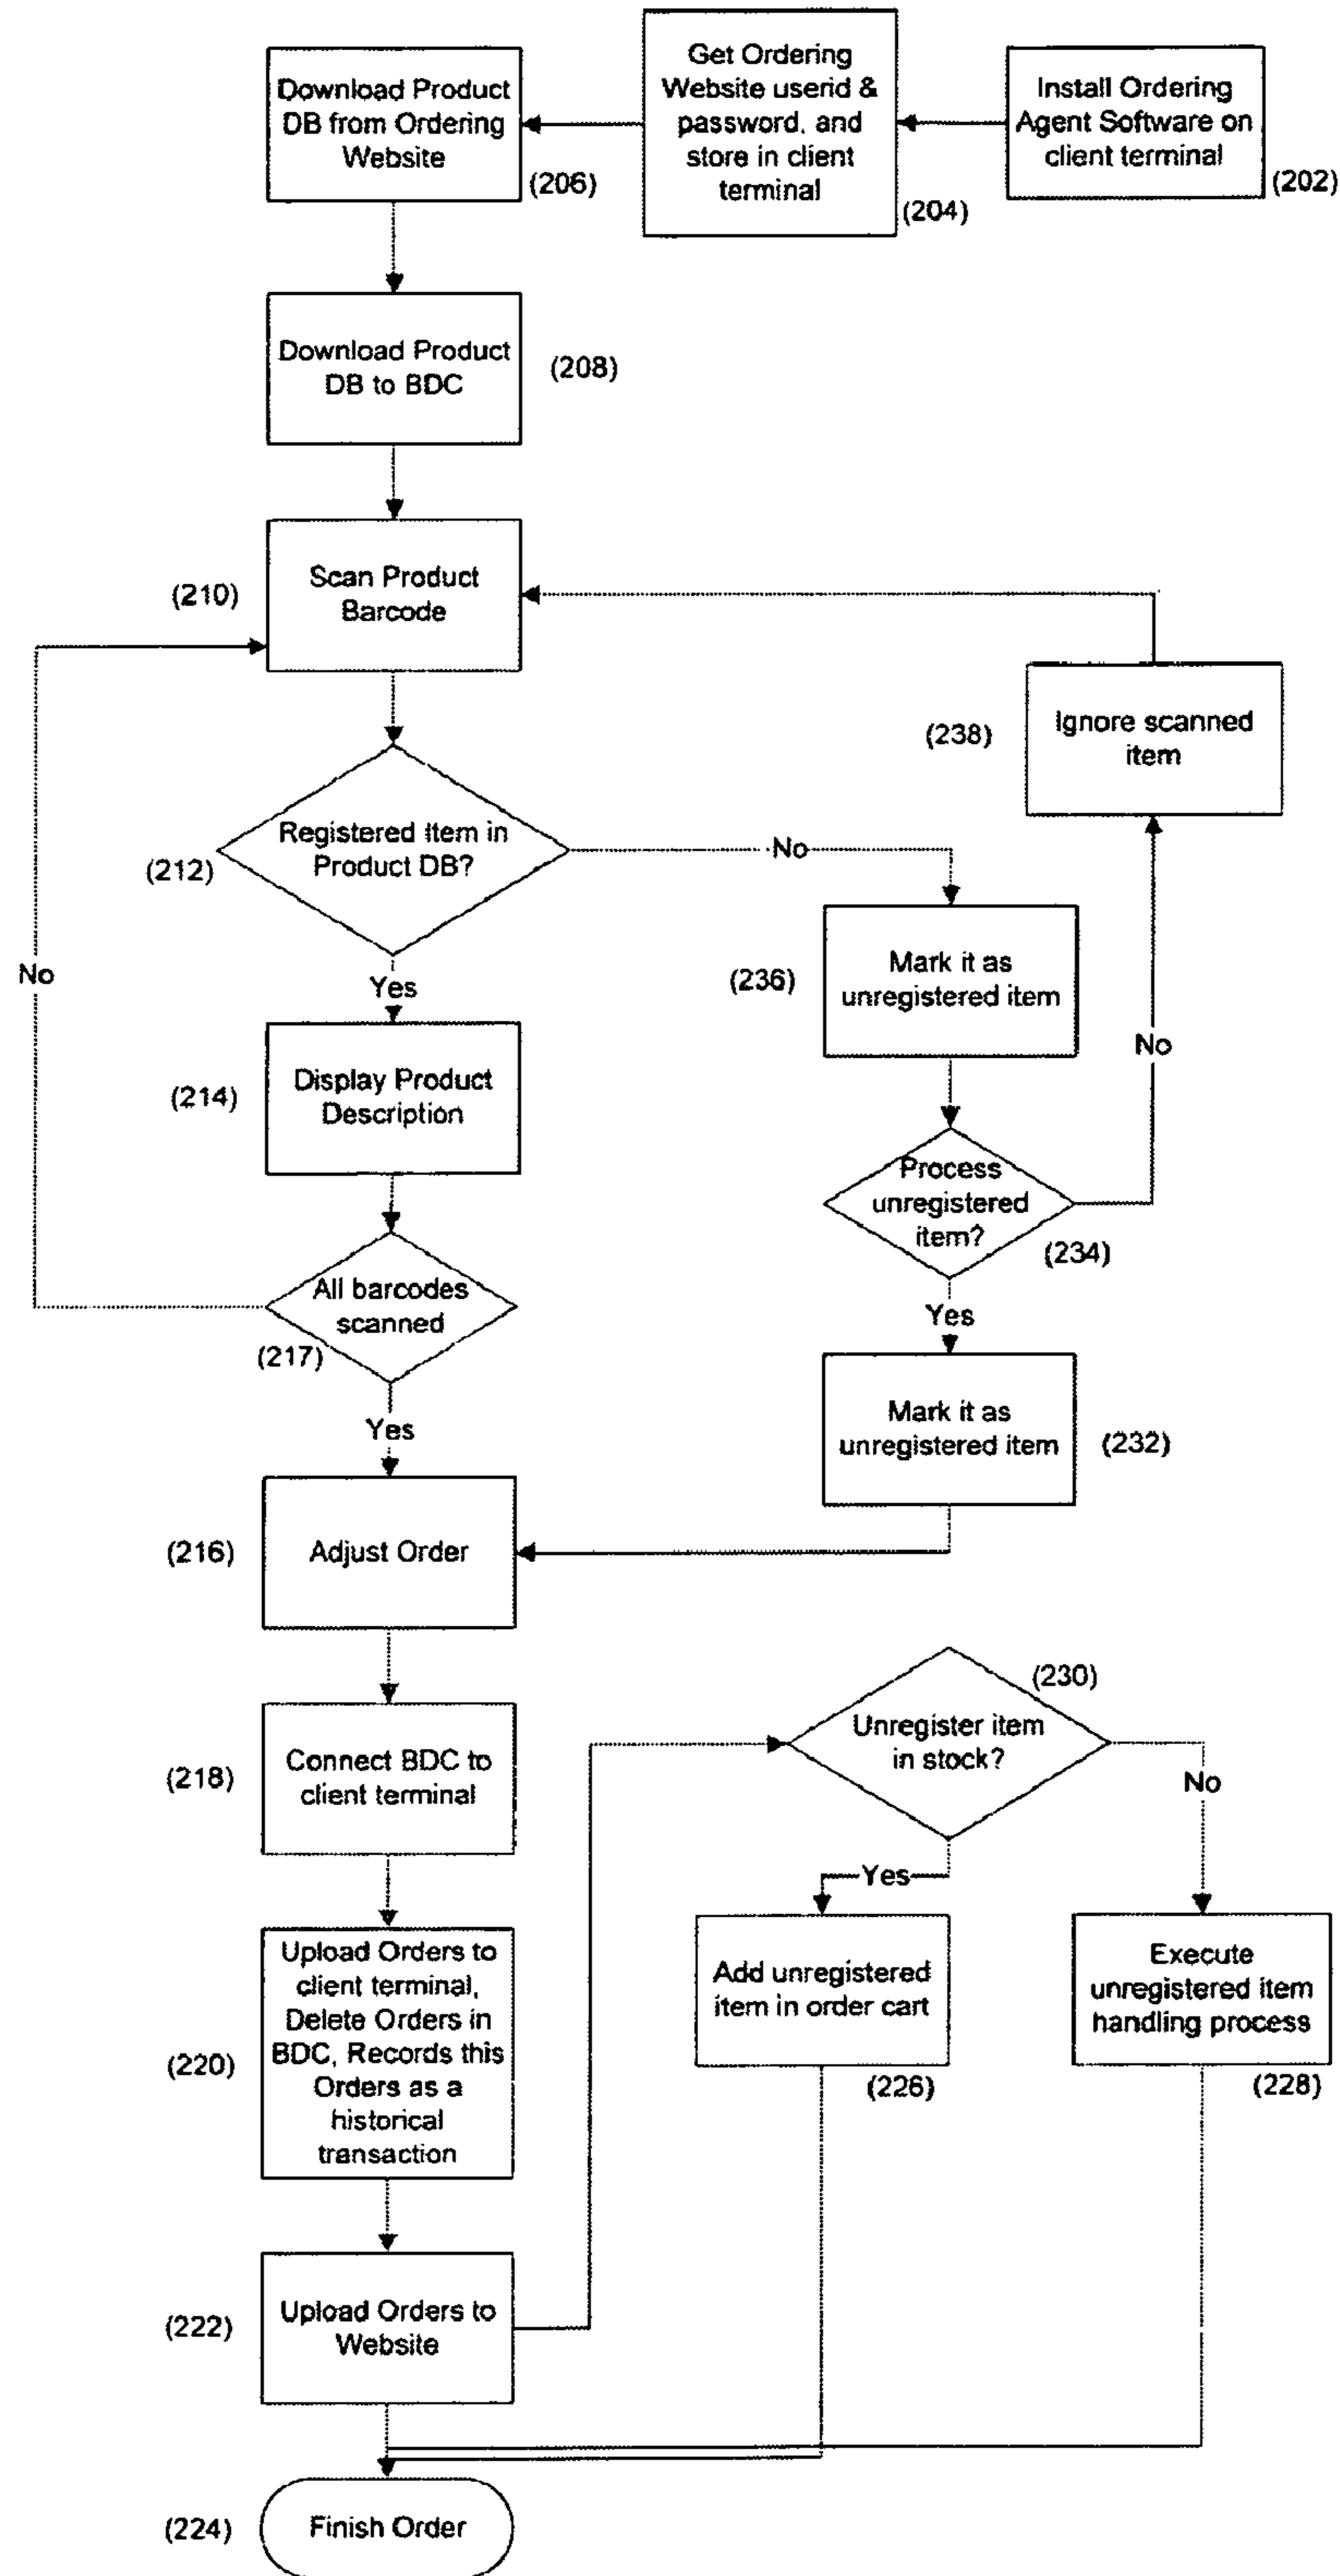 Install Ordering
Agent Software on
client terminal
(202)
Get Ordering
Website userid &
password, and
store in client
terminal
(204)
Download Product
DB from Ordering
Website
(206)
Download Product
DB to BDC
(208)
Scan Product
Barcode
(210)
Registered Item in
Product DB?
(212)
No
Yes
Display Product
Description
(214)
All barcodes
scanned
(217)
No
Yes
Mark it as
unregistered item
(236)
Process
unregistered
item?
(234)
No
Ignore scanned
item
(238)
Yes
Mark it as
unregistered item
(232)
Adjust Order
(216)
Connect BDC to
client terminal
(218)
Upload Orders to
client terminal,
Delete Orders in
BDC, Records this
Orders as a
historical
transaction
(220)
Upload Orders to
Website
(222)
Unregister item
in stock?
(230)
Yes
No
Add unregistered
item in order cart
(226)
Execute
unregistered item
handling process
(228)
Finish Order
(224)